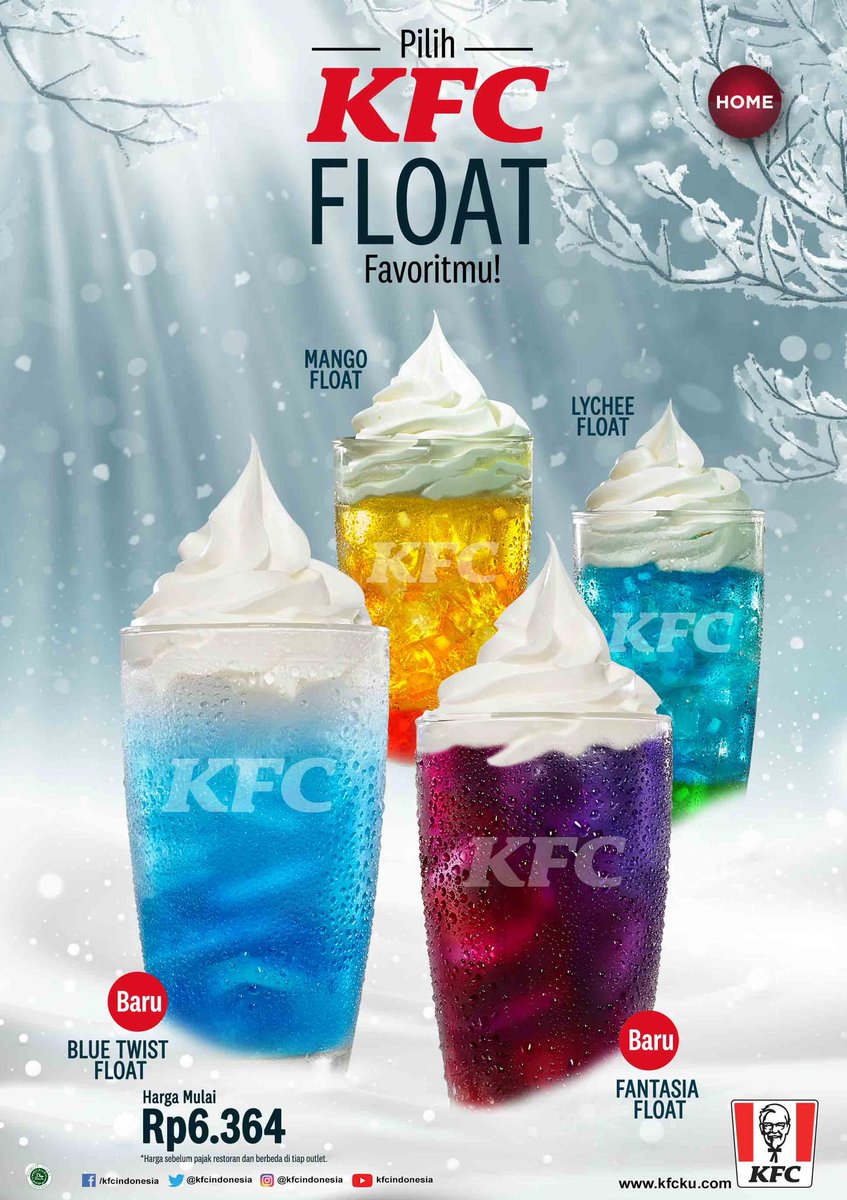 Pilih
KFC
FLOAT
Favoritmu!
HOME
MANGO
FLOAT
LYCHEE
FLOAT
KFC
KFC
KFC
KFC
Baru
BLUE TWIST
FLOAT
Baru
FANTASIA
FLOAT
Harga Mulai
Rp6.364
*Harga sebelum pajak restoran dan berbeda di tiap outlet.
/kfcindonesia
@kfcindonesia
@kfcindonesia
kfcindonesia
www.kfcku.com
KFC